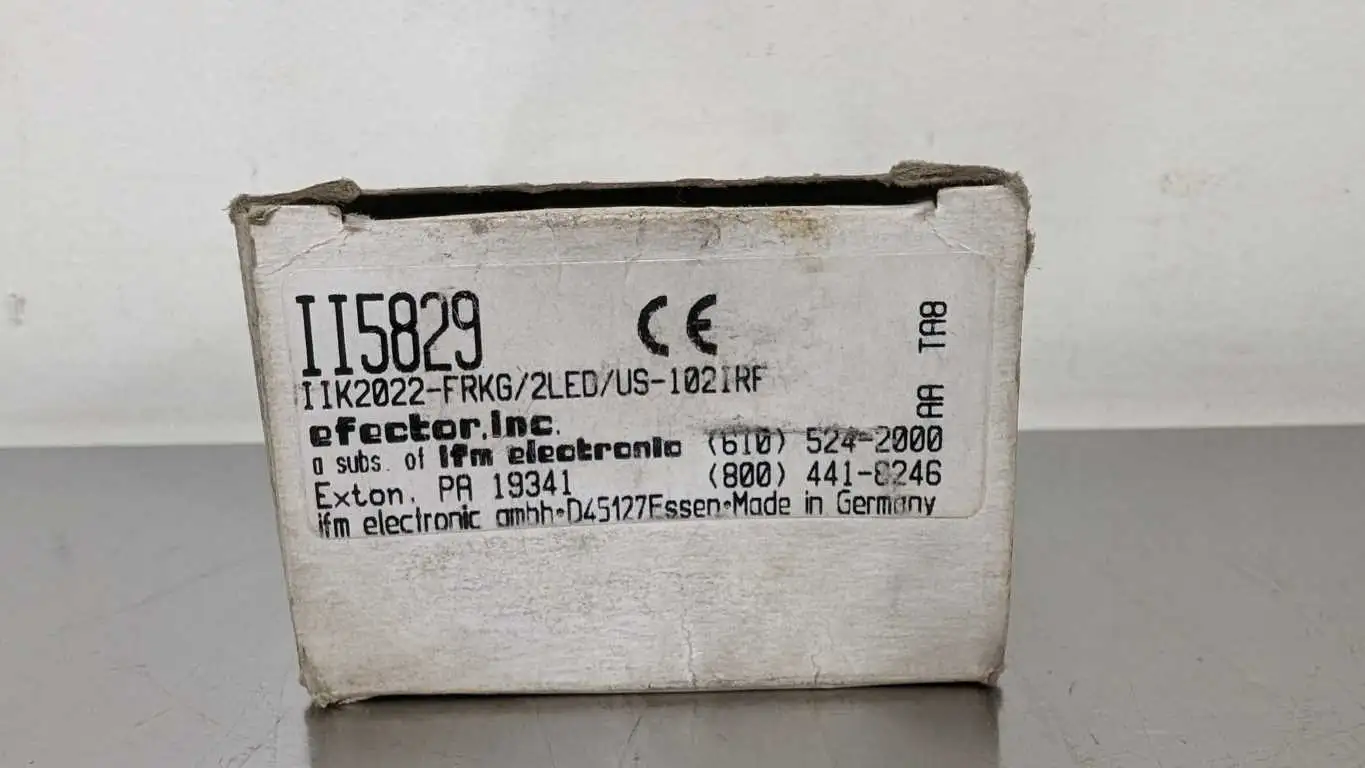 II5829
CE
IIK2022-FRKG/2LED/US-102IRF
efector,inc.
a subs. of ifm electronic (610) 524-2000
Exton, PA 19341 (800) 441-8246
ifm electronic gmbh•D45127Essen•Made in Germany
AA TA8